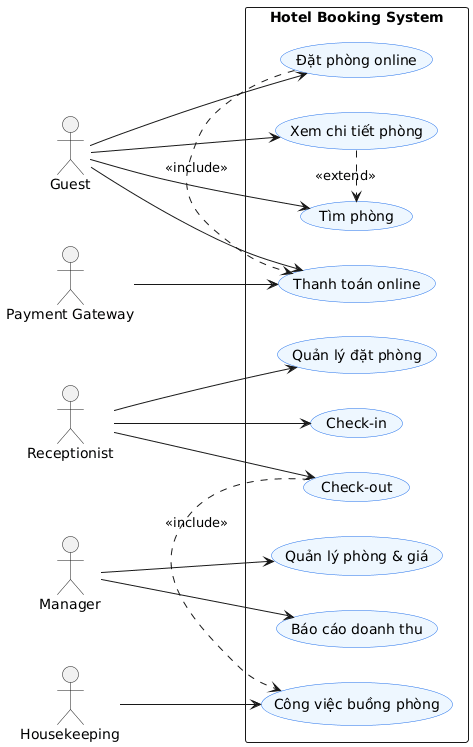 Hotel Booking System
Đặt phòng online
Xem chi tiết phòng
«include»
«extend»
Guest
Tìm phòng
Thanh toán online
Payment Gateway
Quản lý đặt phòng
Check-in
Receptionist
Check-out
«include»
Quản lý phòng & giá
Manager
Báo cáo doanh thu
Công việc buồng phòng
Housekeeping